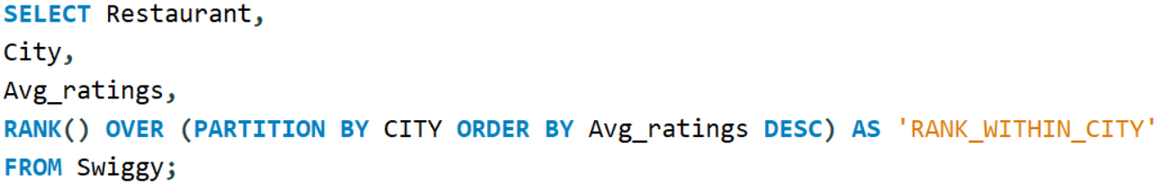 SELECT Restaurant,
City,
Avg_ratings,
RANK() OVER (PARTITION BY CITY ORDER BY Avg_ratings DESC) AS 'RANK_WITHIN_CITY'
FROM Swiggy;